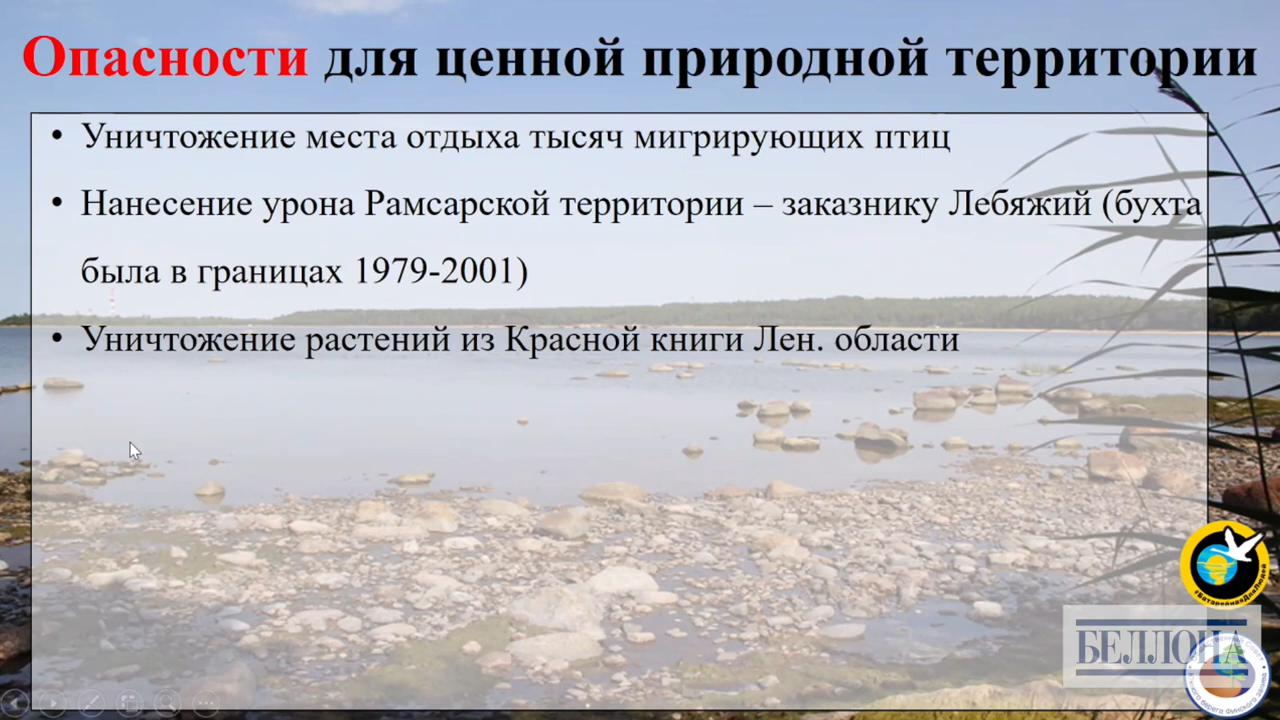 Опасности для ценной природной территории
• Уничтожение места отдыха тысяч мигрирующих птиц
• Нанесение урона Рамсарской территории – заказнику Лебяжий (бухта
была в границах 1979-2001)
• Уничтожение растений из Красной книги Лен. области
#БатарейнаяДляЛюдей
БЕЛЛОНА